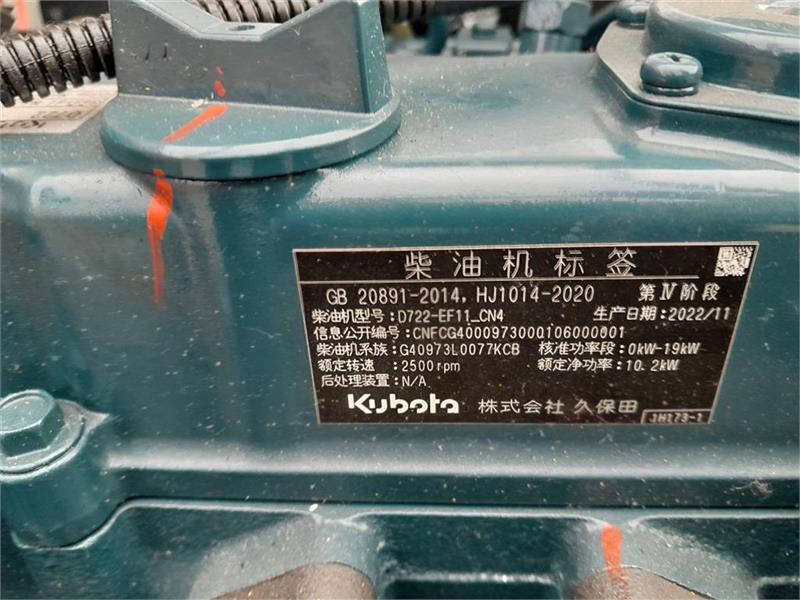 柴油机标签
GB 20891-2014, HJ1014-2020 第Ⅳ阶段
柴油机型号: D722-EF11_CN4 生产日期: 2022/11
信息公开编号: CNFCG4000973000106000001
柴油机系族: G40973L0077KCB 核准功率段: 0kW-19kW
额定转速: 2500rpm 额定净功率: 10.2kW
后处理装置: N/A
Kubota 株式会社 久保田 1H173-1